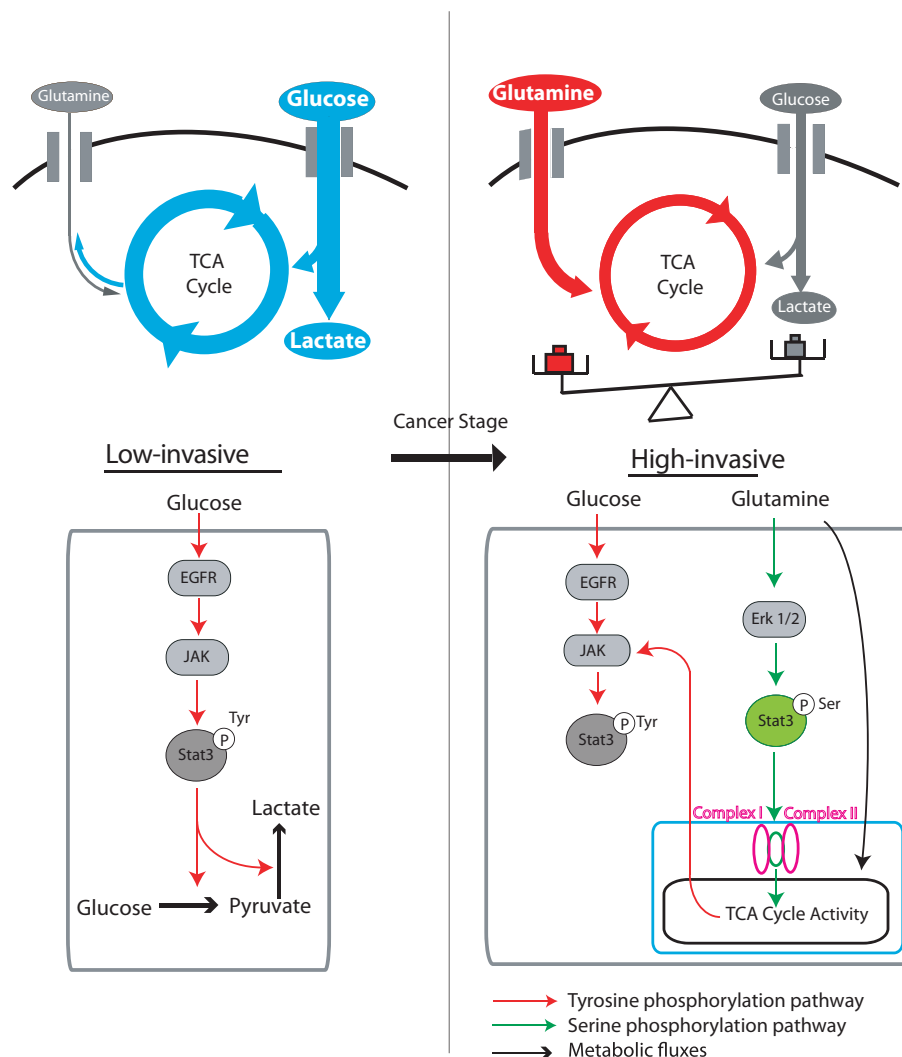 Glutamine
Glucose
TCA
Cycle
Lactate
Glutamine
Glucose
TCA
Cycle
Lactate
Cancer Stage
Low-invasive
High-invasive
Glucose
EGFR
JAK
Tyr
P
Stat3
Lactate
Glucose
Pyruvate
Glucose
Glutamine
EGFR
Erk 1/2
JAK
P
Tyr
Stat3
P
Ser
Stat3
Complex I
Complex II
TCA Cycle Activity
Tyrosine phosphorylation pathway
Serine phosphorylation pathway
Metabolic fluxes